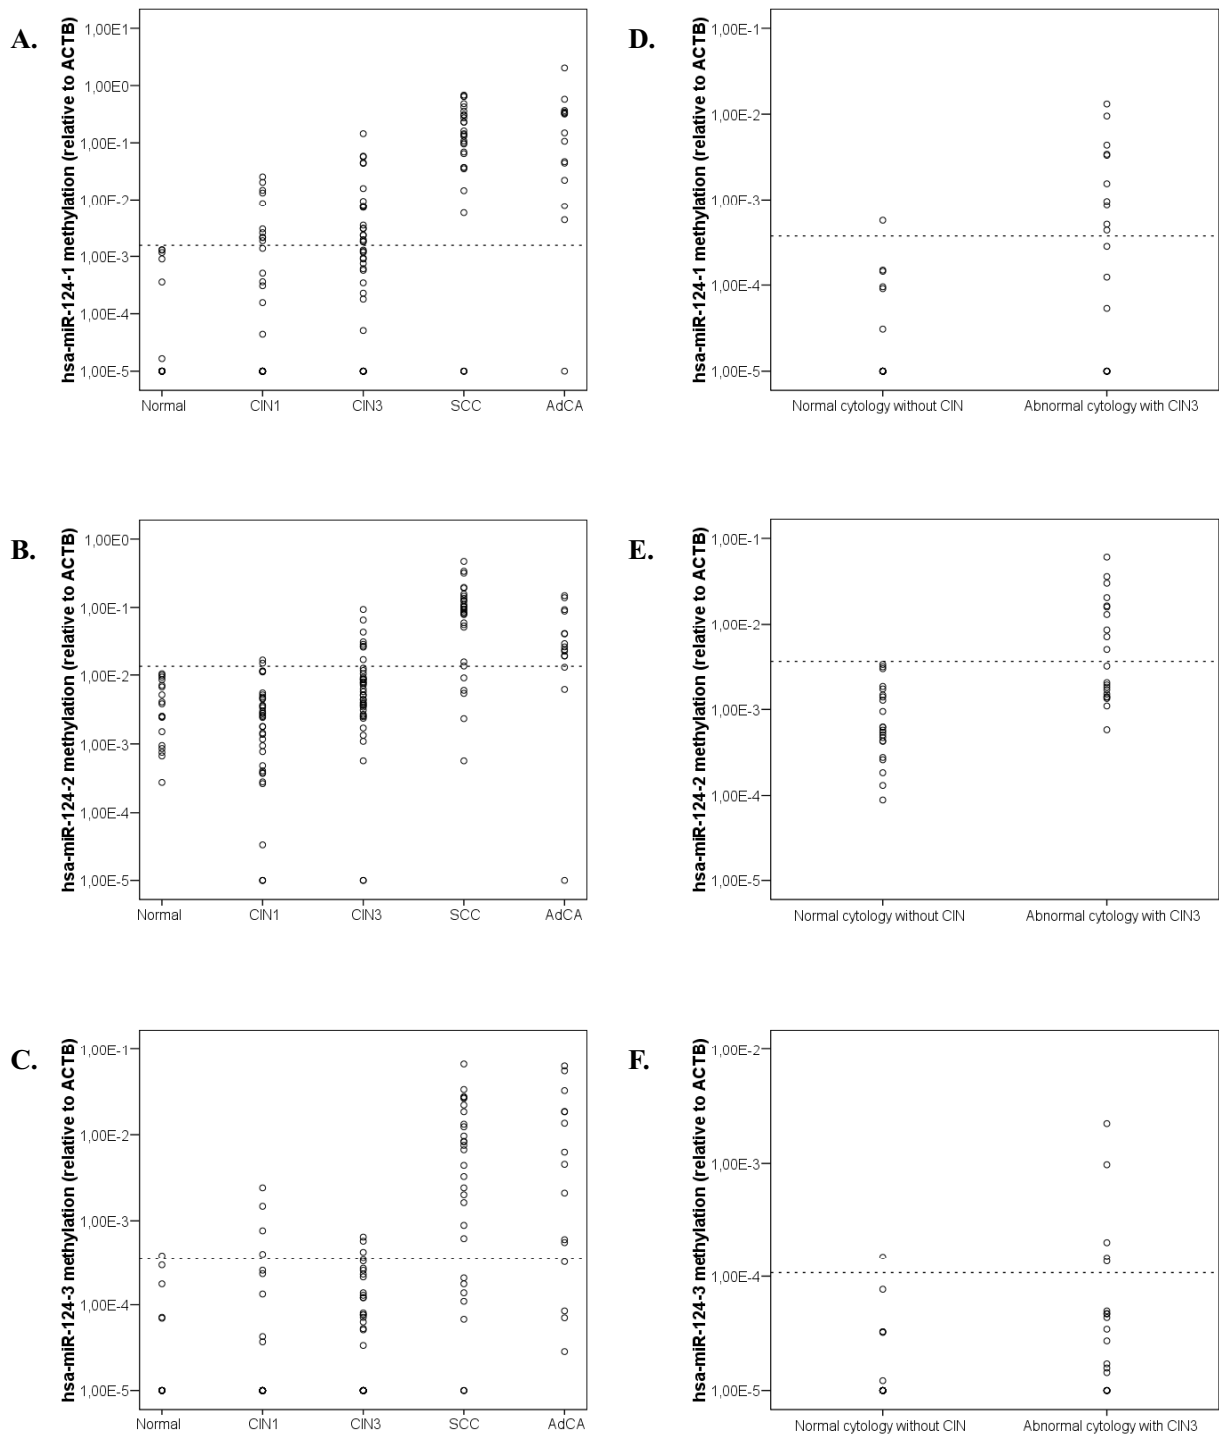 A.
hsa-miR-124-1 methylation (relative to ACTB)
1,00E1
1,00E0
1,00E-1
1,00E-2
1,00E-3
1,00E-4
1,00E-5
Normal CIN1 CIN3 SCC AdCA
D.
hsa-miR-124-1 methylation (relative to ACTB)
1,00E-1
1,00E-2
1,00E-3
1,00E-4
1,00E-5
Normal cytology without CIN Abnormal cytology with CIN3
B.
hsa-miR-124-2 methylation (relative to ACTB)
1,00E0
1,00E-1
1,00E-2
1,00E-3
1,00E-4
1,00E-5
Normal CIN1 CIN3 SCC AdCA
E.
hsa-miR-124-2 methylation (relative to ACTB)
1,00E-1
1,00E-2
1,00E-3
1,00E-4
1,00E-5
Normal cytology without CIN Abnormal cytology with CIN3
C.
hsa-miR-124-3 methylation (relative to ACTB)
1,00E-1
1,00E-2
1,00E-3
1,00E-4
1,00E-5
Normal CIN1 CIN3 SCC AdCA
F.
hsa-miR-124-3 methylation (relative to ACTB)
1,00E-2
1,00E-3
1,00E-4
1,00E-5
Normal cytology without CIN Abnormal cytology with CIN3